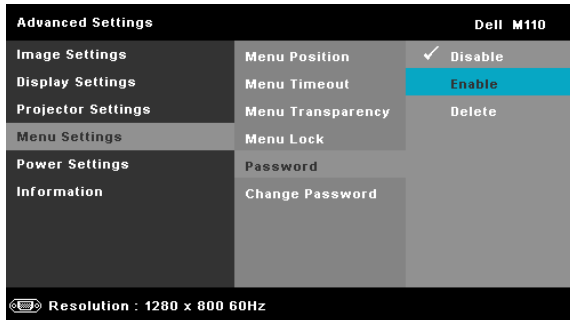 Advanced Settings Dell M110
Image Settings
Display Settings
Projector Settings
Menu Settings
Power Settings
Information
Menu Position
Menu Timeout
Menu Transparency
Menu Lock
Password
Change Password
✓ Disable
Enable
Delete
Resolution : 1280 x 800 60Hz